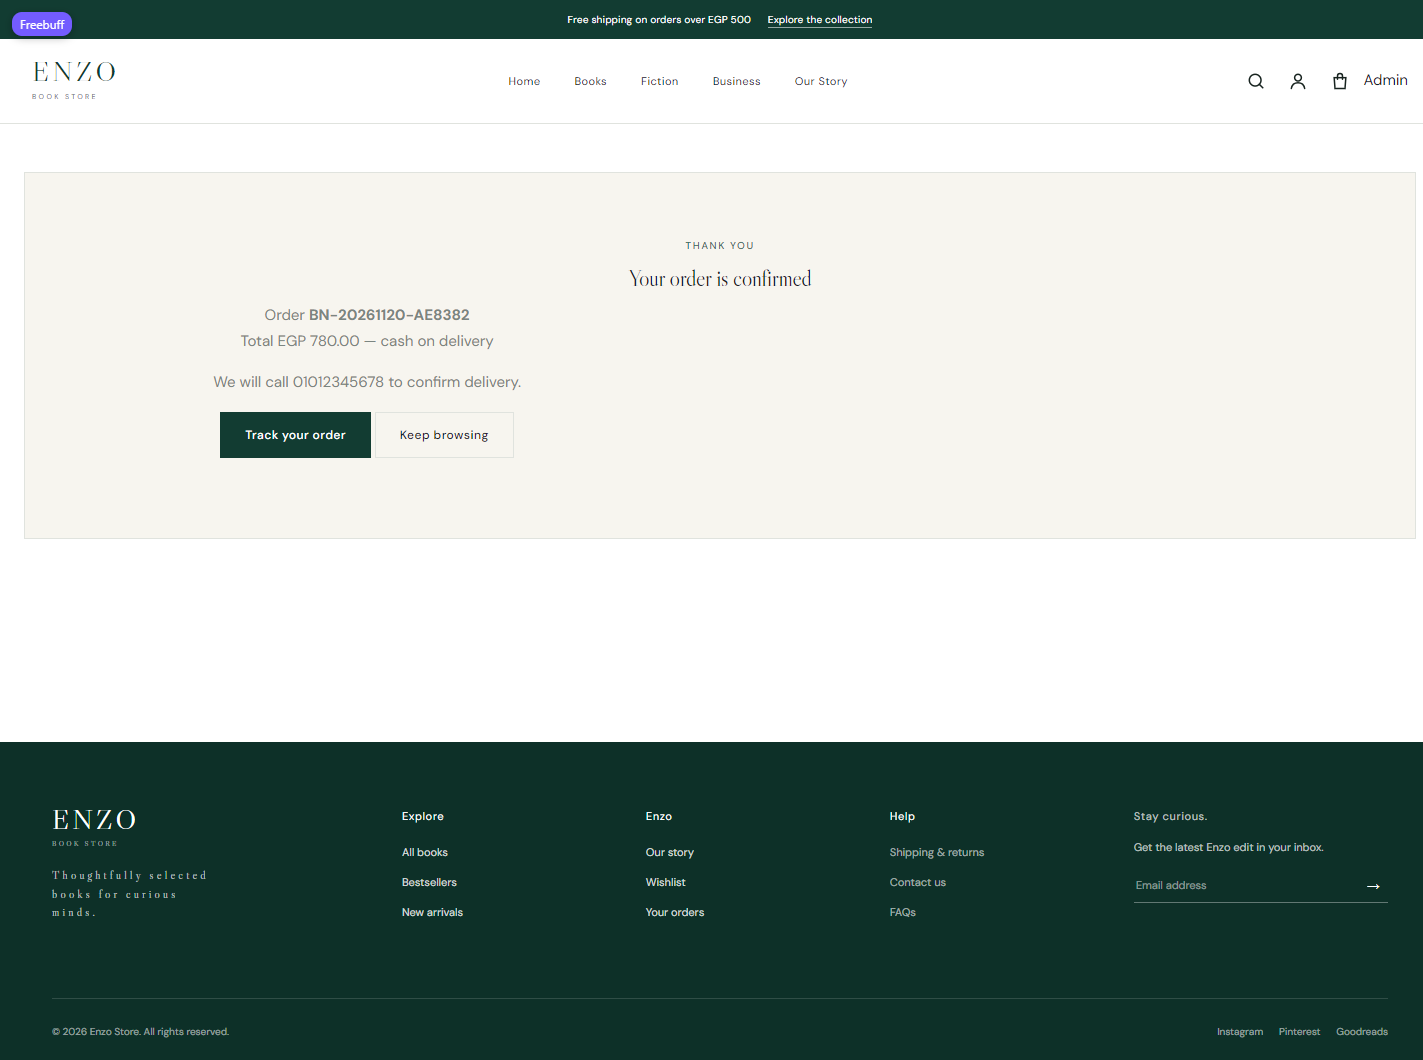 Freebuff
Free shipping on orders over EGP 500 Explore the collection
ENZO
BOOK STORE
Home Books Fiction Business Our Story
Admin
THANK YOU
Your order is confirmed
Order BN-20261120-AE8382
Total EGP 780.00 — cash on delivery
We will call 01012345678 to confirm delivery.
Track your order Keep browsing
ENZO
BOOK STORE
Thoughtfully selected
books for curious
minds.
Explore
All books
Bestsellers
New arrivals
Enzo
Our story
Wishlist
Your orders
Help
Shipping & returns
Contact us
FAQs
Stay curious.
Get the latest Enzo edit in your inbox.
Email address →
© 2026 Enzo Store. All rights reserved.
Instagram Pinterest Goodreads